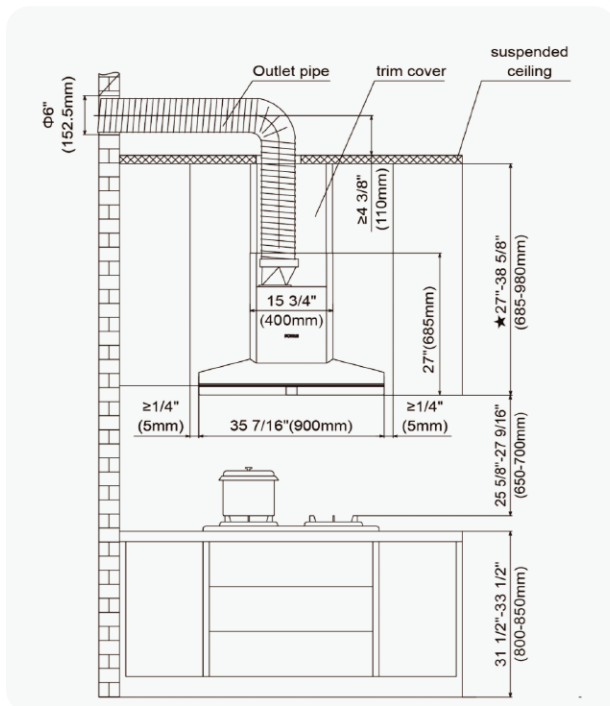 suspended
ceiling
Outlet pipe
trim cover
Φ6"
(152.5mm)
≥4 3/8"
(110mm)
★27"-38 5/8"
(685-980mm)
15 3/4"
(400mm)
27"(685mm)
≥1/4"
(5mm)
35 7/16"(900mm)
≥1/4"
(5mm)
25 5/8"-27 9/16"
(650-700mm)
31 1/2"-33 1/2"
(800-850mm)